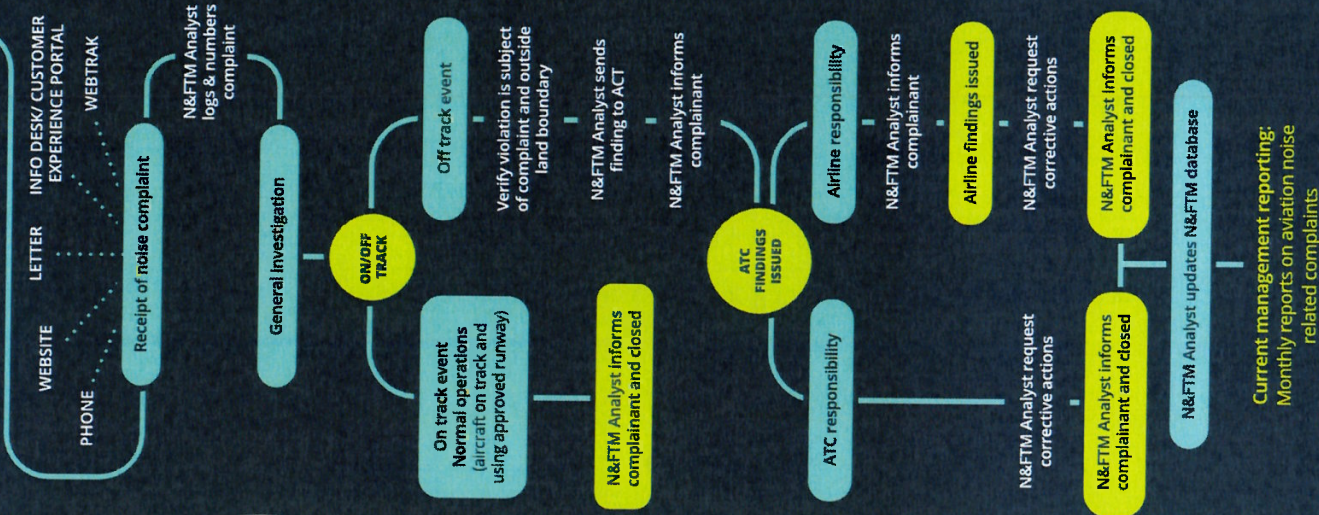 PHONE
WEBSITE
LETTER
INFO DESK/ CUSTOMER
EXPERIENCE PORTAL
WEBTRAK
Receipt of noise complaint
N&FTM Analyst
logs & numbers
complaint
General investigation
ON/OFF
TRACK
On track event
Normal operations
(aircraft on track and
using approved runway)
N&FTM Analyst informs
complainant and closed
Off track event
Verify violation is subject
of complaint and outside
land boundary
N&FTM Analyst sends
finding to ACT
N&FTM Analyst informs
complainant
ATC
FINDINGS
ISSUED
ATC responsibility
N&FTM Analyst request
corrective actions
N&FTM Analyst informs
complainant and closed
Airline responsibility
N&FTM Analyst informs
complainant
Airline findings issued
N&FTM Analyst request
corrective actions
N&FTM Analyst informs
complainant and closed
N&FTM Analyst updates N&FTM database
Current management reporting:
Monthly reports on aviation noise
related complaints